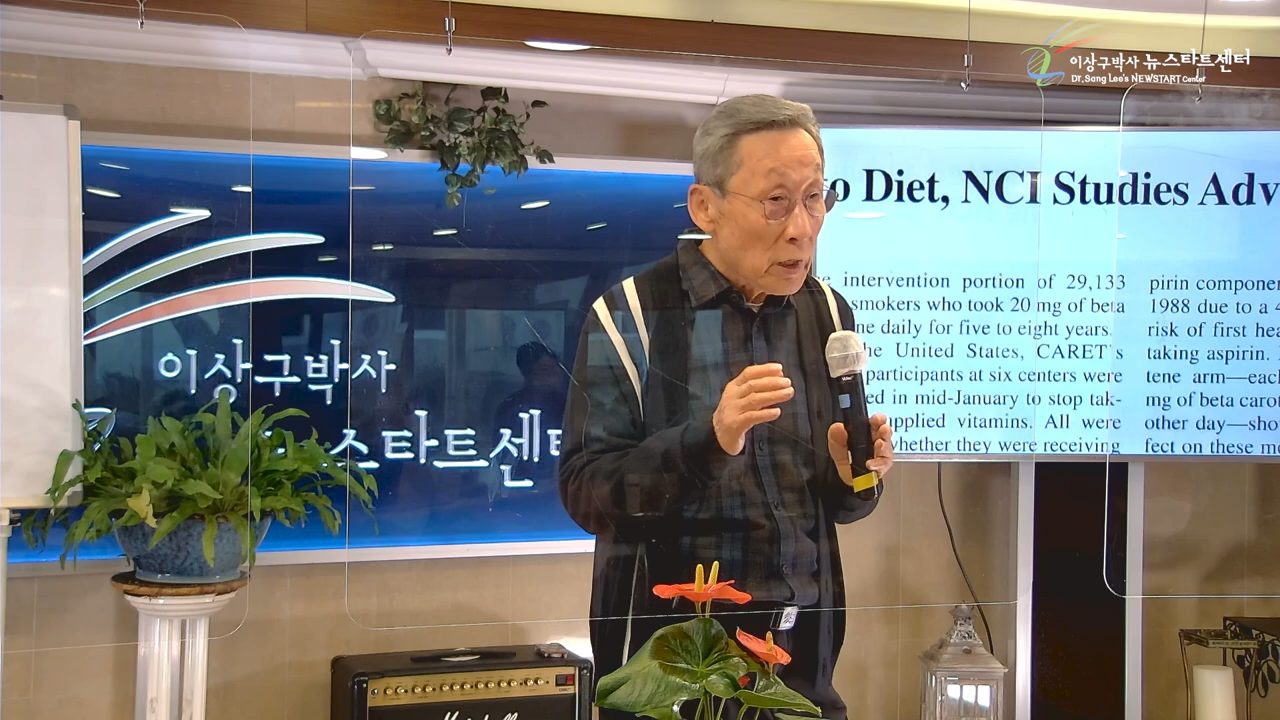 이상구박사 뉴스타트센터
Dr. Sang Lee's NEWSTART Center
이상구박사
스타트센터
to Diet, NCI Studies Adv
intervention portion of 29,133
smokers who took 20 mg of beta
ne daily for five to eight years.
he United States, CARET's
participants at six centers were
ed in mid-January to stop tak-
upplied vitamins. All were
whether they were receiving
pirin componen
1988 due to a 4
risk of first hea
taking aspirin.
tene arm—each
mg of beta carot
other day—sho
fect on these mo
Marshall